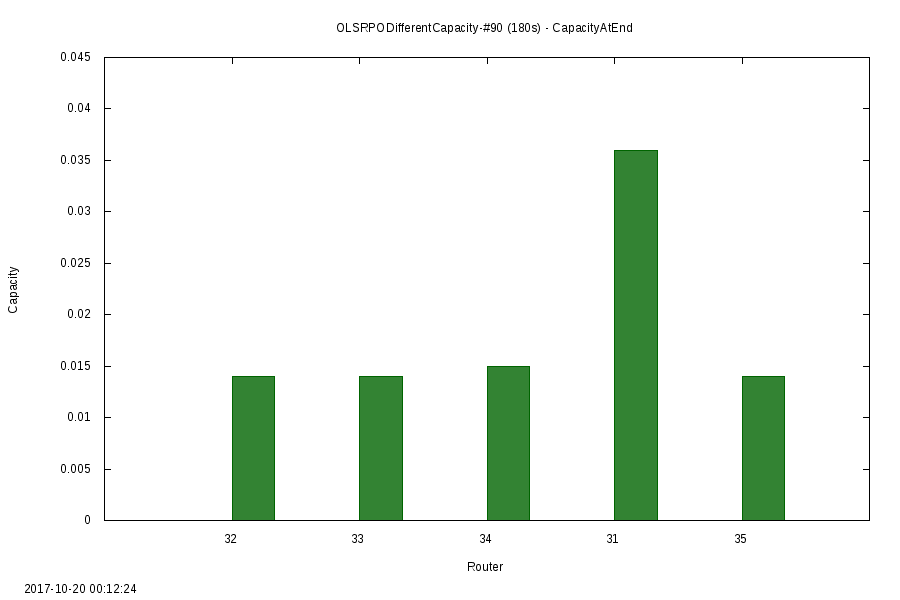 OLSRPODifferentCapacity-#90 (180s) - CapacityAtEnd
0.045
0.04
0.035
0.03
0.025
0.02
0.015
0.01
0.005
0
Capacity
32 33 34 31 35
Router
2017-10-20 00:12:24